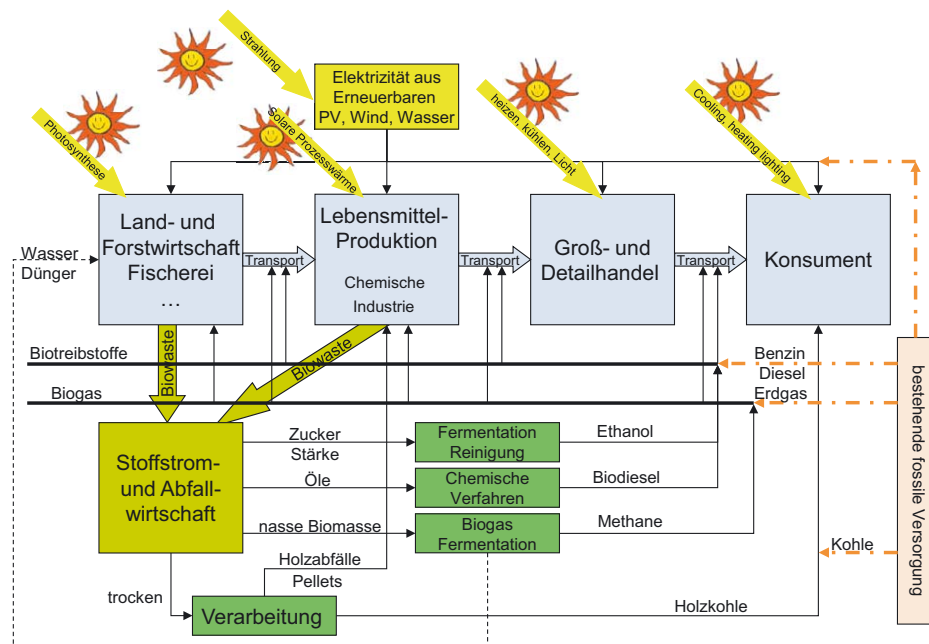 Strahlung
Elektrizität aus
Erneuerbaren
PV, Wind, Wasser
Photosynthese
Solare Prozesswärme
heizen, kühlen, Licht
Cooling, heating lighting
Land- und
Forstwirtschaft
Fischerei
…
Transport
Lebensmittel-
Produktion
Chemische
Industrie
Transport
Groß- und
Detailhandel
Transport
Konsument
Wasser
Dünger
Biowaste
Biowaste
Biotreibstoffe
Benzin
Diesel
Biogas
Erdgas
bestehende fossile Versorgung
Stoffstrom-
und Abfall-
wirtschaft
Zucker
Stärke
Fermentation
Reinigung
Ethanol
Öle
Chemische
Verfahren
Biodiesel
nasse Biomasse
Biogas
Fermentation
Methane
Kohle
trocken
Holzabfälle
Pellets
Verarbeitung
Holzkohle